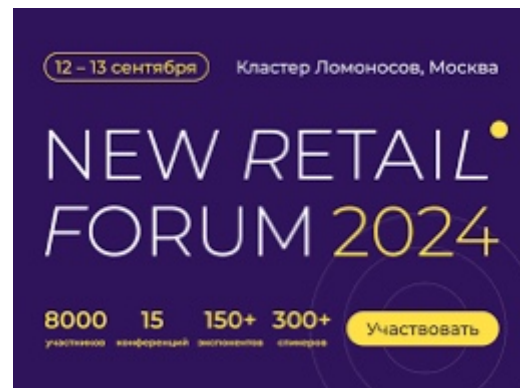 12 – 13 сентября Кластер Ломоносов, Москва
NEW RETAIL
FORUM 2024
8000 15 150+ 300+ Участвовать
участников конференций экспонентов спикеров